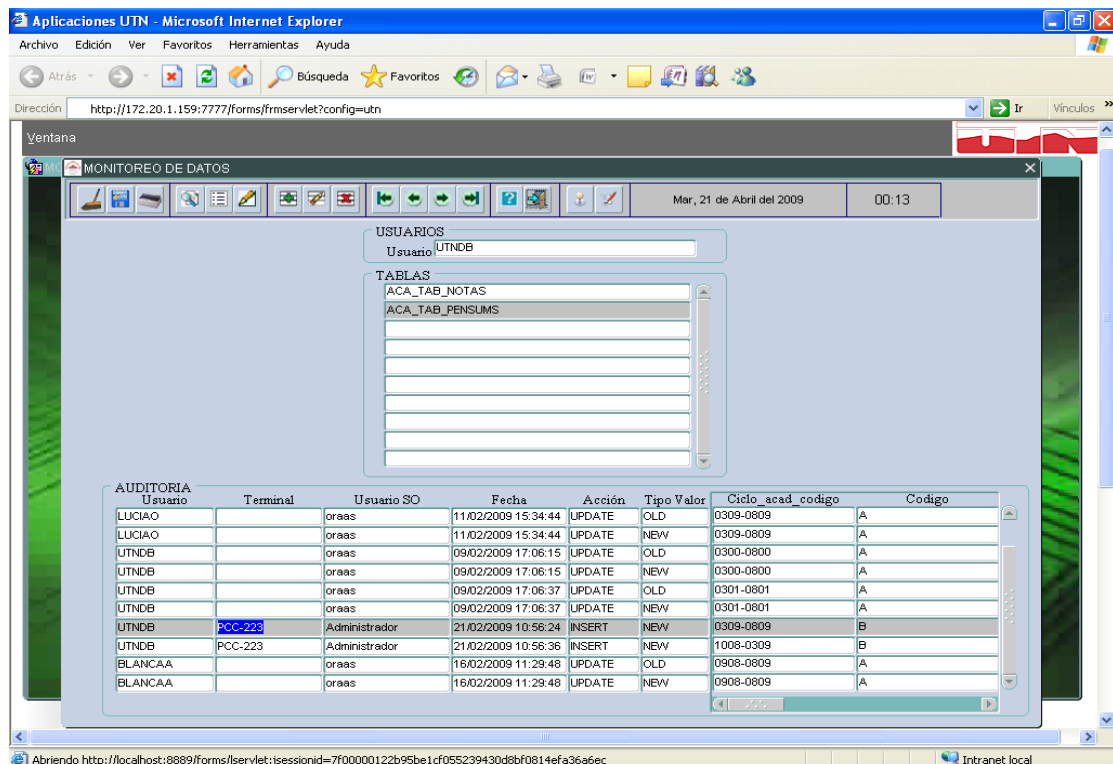 Aplicaciones UTN - Microsoft Internet Explorer
Archivo Edición Ver Favoritos Herramientas Ayuda
Atrás Búsqueda Favoritos
Dirección http://172.20.1.159:7777/forms/frmservlet?config=utn Ir Vínculos »
Ventana
MONITOREO DE DATOS
Mar, 21 de Abril del 2009 00:13
USUARIOS
Usuario UTNDB
TABLAS
ACA_TAB_NOTAS
ACA_TAB_PENSUMS
AUDITORIA
Usuario Terminal Usuario SO Fecha Acción Tipo Valor Ciclo_acad_codigo Codigo
LUCIAO oraas 11/02/2009 15:34:44 UPDATE OLD 0309-0809 A
LUCIAO oraas 11/02/2009 15:34:44 UPDATE NEW 0309-0809 A
UTNDB oraas 09/02/2009 17:06:15 UPDATE OLD 0300-0800 A
UTNDB oraas 09/02/2009 17:06:15 UPDATE NEW 0300-0800 A
UTNDB oraas 09/02/2009 17:06:37 UPDATE OLD 0301-0801 A
UTNDB oraas 09/02/2009 17:06:37 UPDATE NEW 0301-0801 A
UTNDB PCC-223 Administrador 21/02/2009 10:56:24 INSERT NEW 0309-0809 B
UTNDB PCC-223 Administrador 21/02/2009 10:56:36 INSERT NEW 1008-0309 B
BLANCAA oraas 16/02/2009 11:29:48 UPDATE OLD 0908-0809 A
BLANCAA oraas 16/02/2009 11:29:48 UPDATE NEW 0908-0809 A
Abriendo http://localhost:8889/forms/lservlet;jsessionid=7f00000122b95be1cf055239430d8bf0814efa36a6ec Intranet local